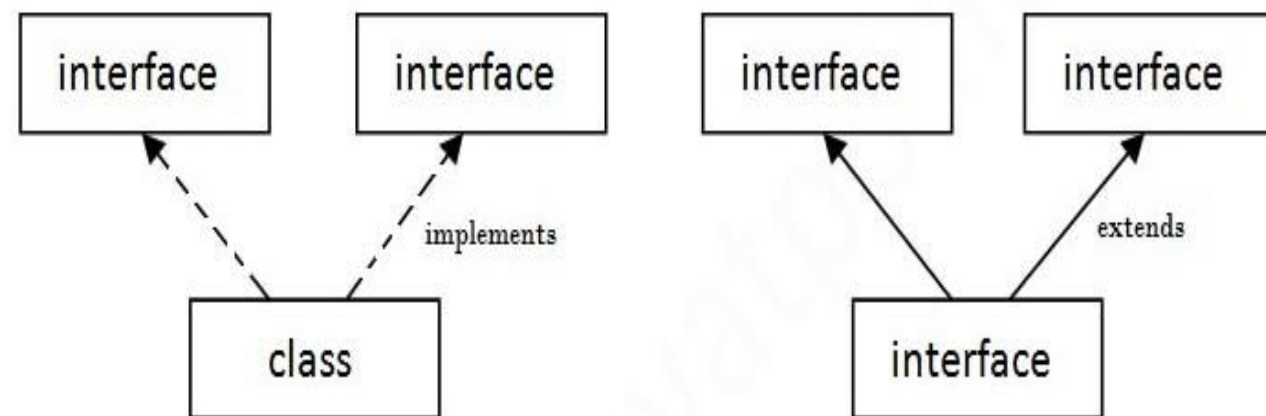 interface interface interface interface
implements extends
class interface